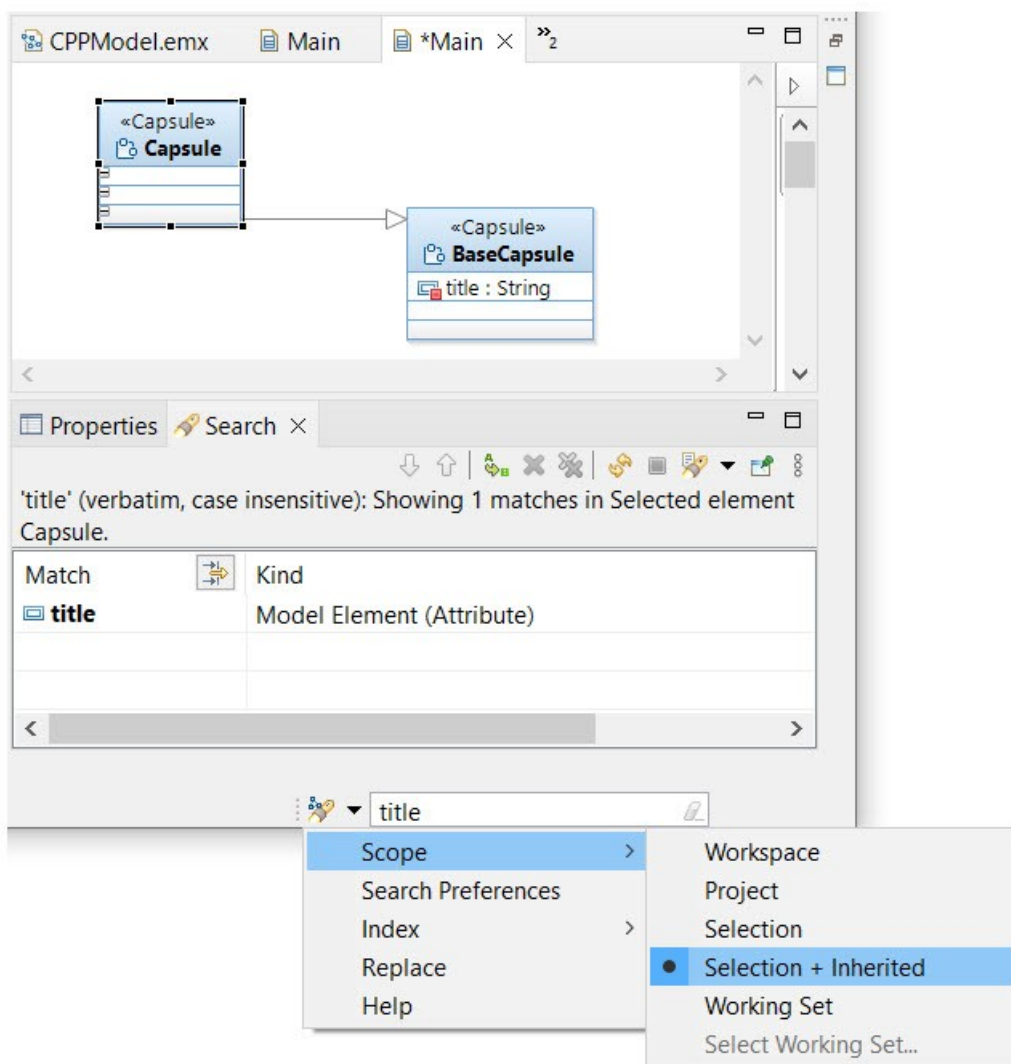 CPPModel.emx Main *Main »2
«Capsule»
Capsule
«Capsule»
BaseCapsule
title : String
Properties Search
'title' (verbatim, case insensitive): Showing 1 matches in Selected element
Capsule.
Match Kind
title Model Element (Attribute)
title
Scope
Search Preferences
Index
Replace
Help
Workspace
Project
Selection
Selection + Inherited
Working Set
Select Working Set...